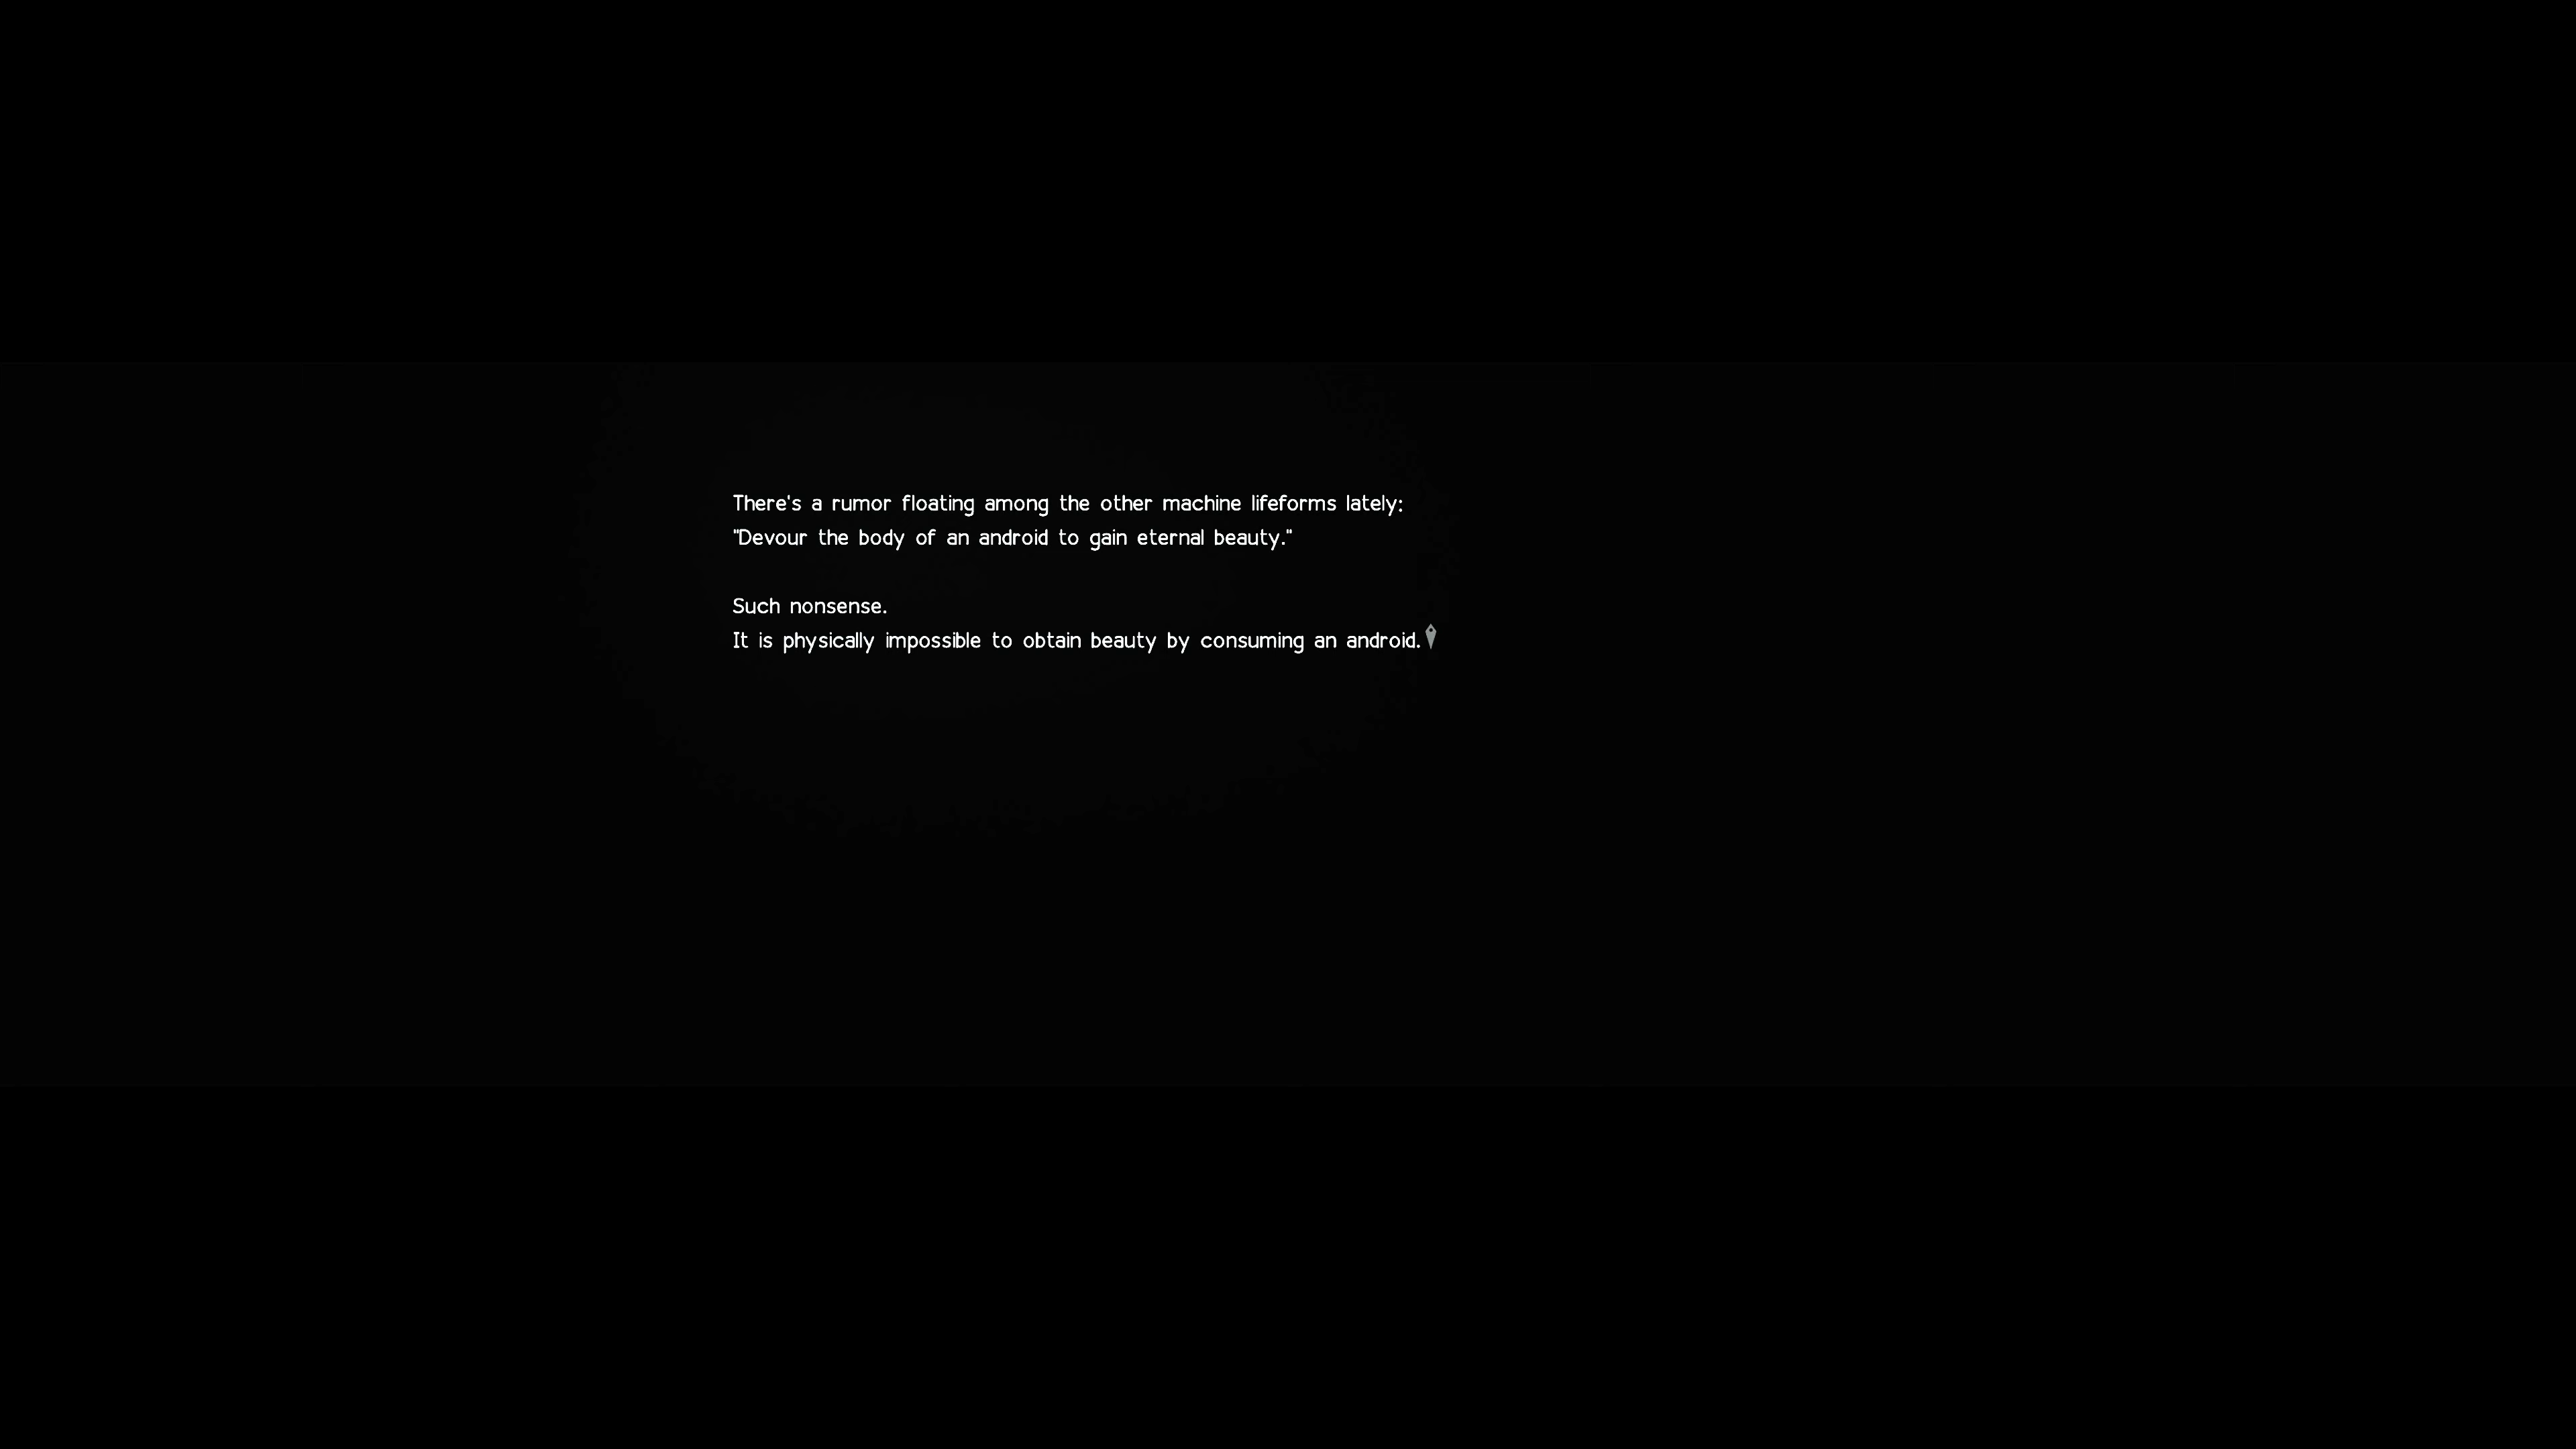 There's a rumor floating among the other machine lifeforms lately:
"Devour the body of an android to gain eternal beauty."
Such nonsense.
It is physically impossible to obtain beauty by consuming an android.